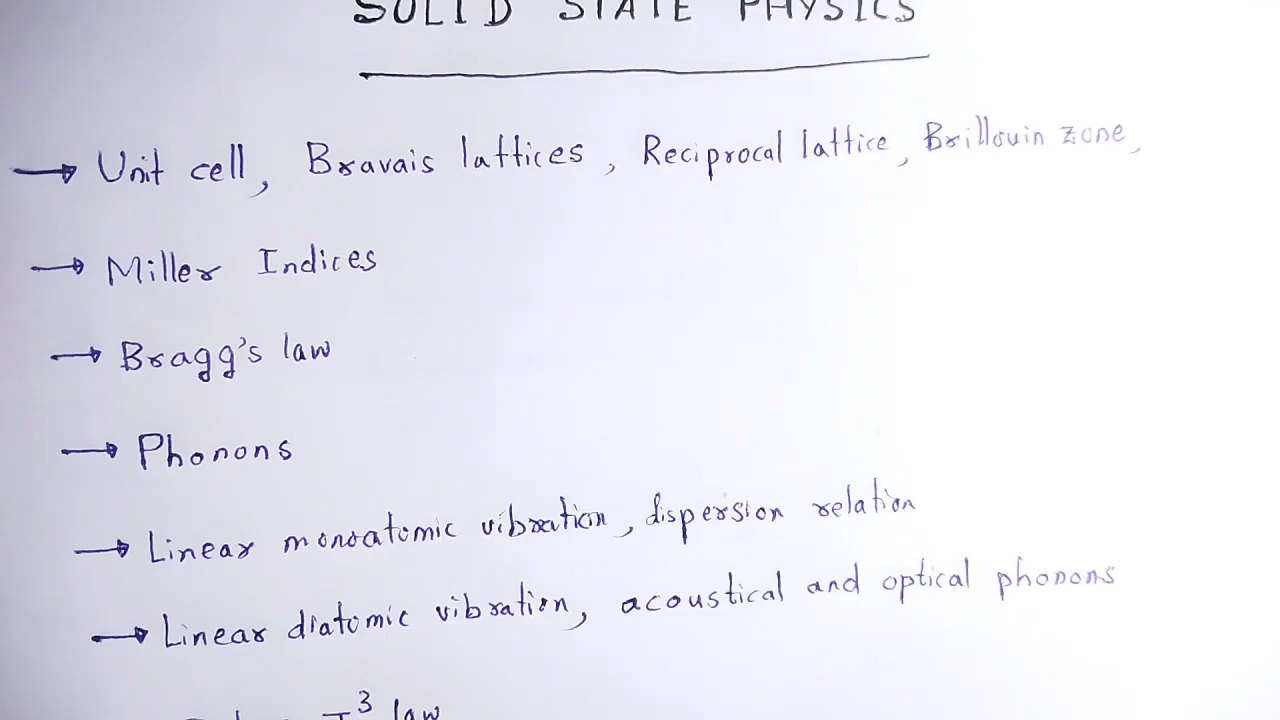 SOLID STATE PHYSICS
→ Unit cell, Bravais lattices, Reciprocal lattice, Brillouin zone,
→ Miller Indices
→ Bragg's law
→ Phonons
→ Linear monoatomic vibration, dispersion relation
→ Linear diatomic vibration, acoustical and optical phonons
T³ law